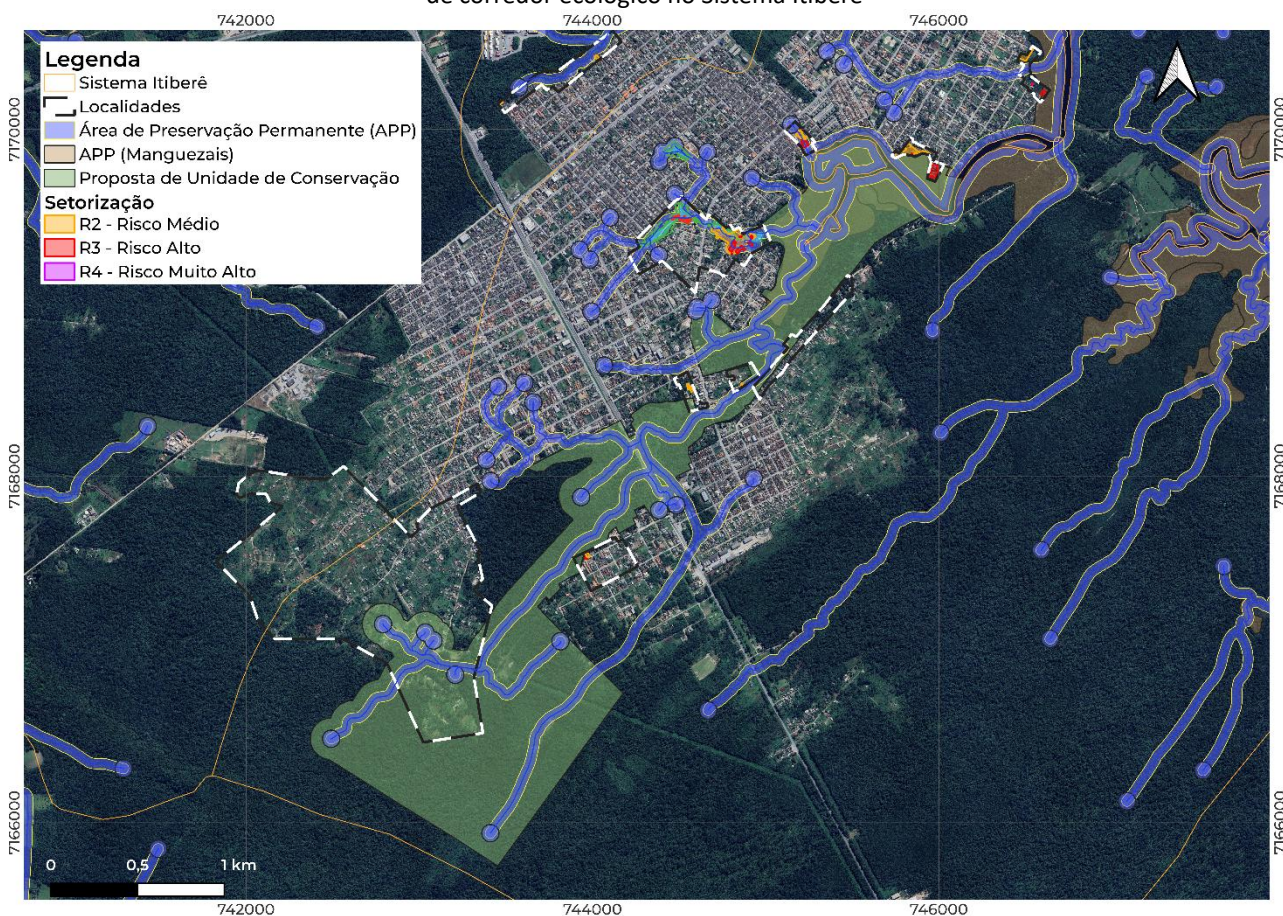 de corredor ecológico no Sistema Itiberê
742000 744000 746000
Legenda
Sistema Itiberê
Localidades
Área de Preservação Permanente (APP)
APP (Manguezais)
Proposta de Unidade de Conservação
Setorização
R2 - Risco Médio
R3 - Risco Alto
R4 - Risco Muito Alto
7170000 7170000
7168000 7168000
7166000 7166000
0 0,5 1 km
742000 744000 746000